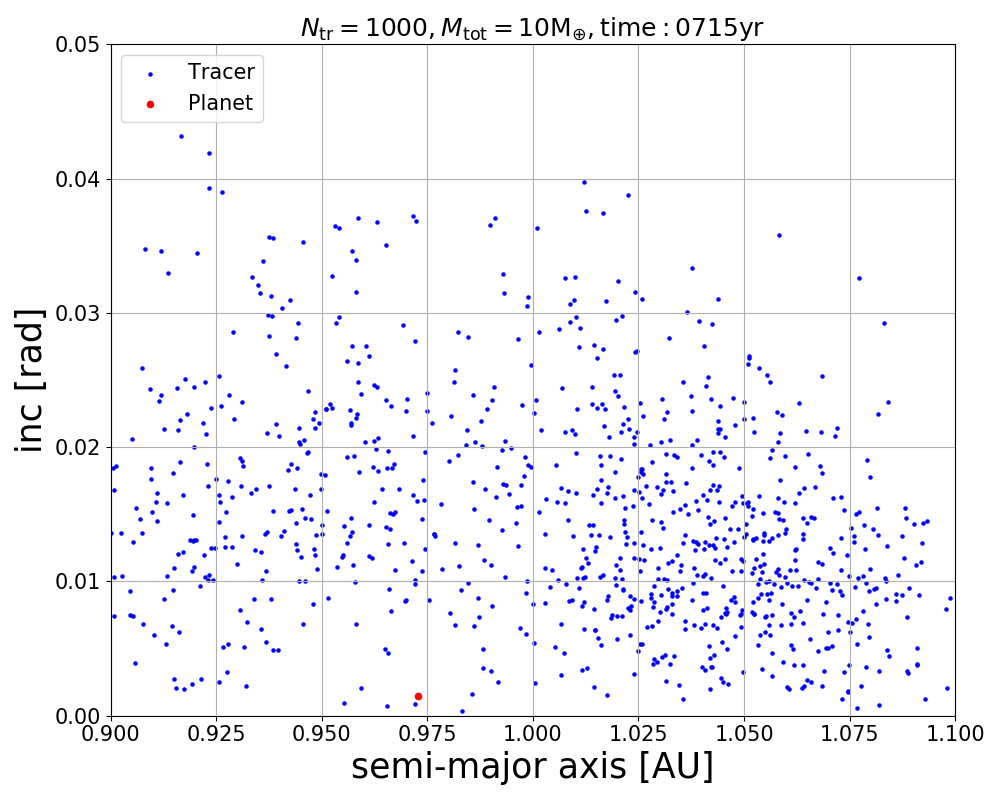 N_tr = 1000, M_tot = 10M_⊕, time : 0715yr
0.05
Tracer
Planet
0.04
0.03
inc [rad]
0.02
0.01
0.00
0.900 0.925 0.950 0.975 1.000 1.025 1.050 1.075 1.100
semi-major axis [AU]